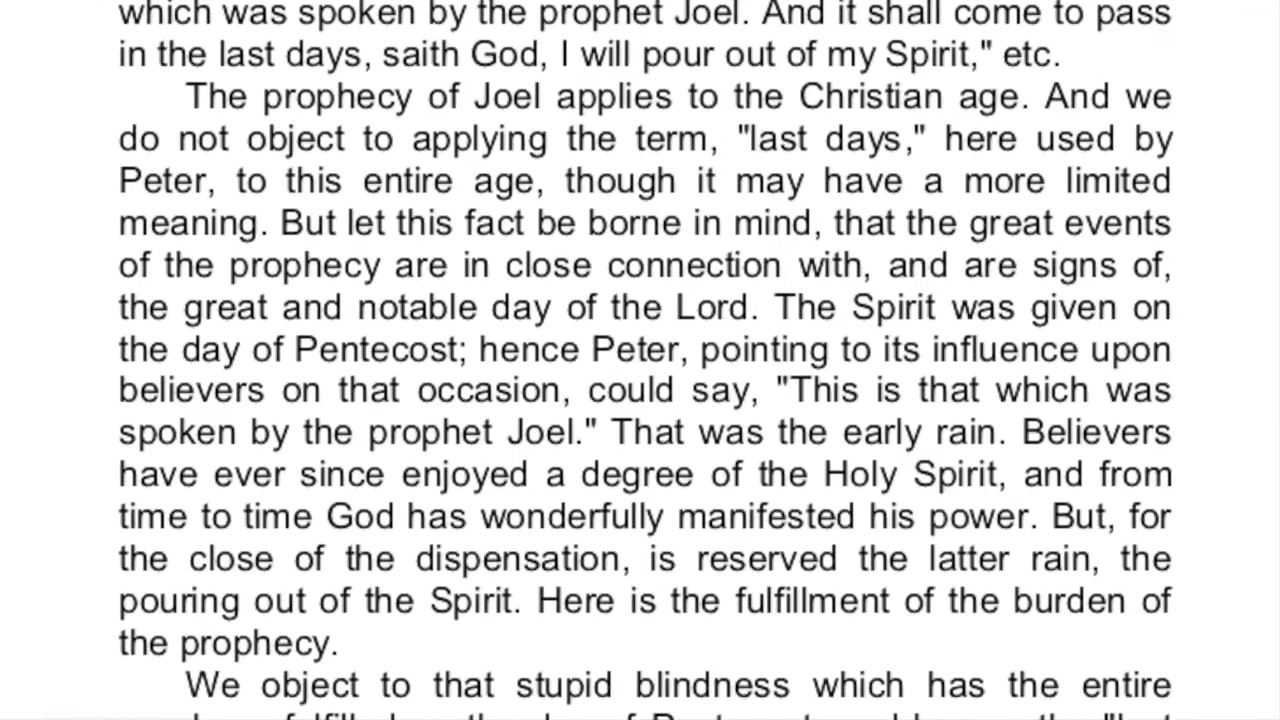 which was spoken by the prophet Joel. And it shall come to pass
in the last days, saith God, I will pour out of my Spirit," etc.
The prophecy of Joel applies to the Christian age. And we
do not object to applying the term, "last days," here used by
Peter, to this entire age, though it may have a more limited
meaning. But let this fact be borne in mind, that the great events
of the prophecy are in close connection with, and are signs of,
the great and notable day of the Lord. The Spirit was given on
the day of Pentecost; hence Peter, pointing to its influence upon
believers on that occasion, could say, "This is that which was
spoken by the prophet Joel." That was the early rain. Believers
have ever since enjoyed a degree of the Holy Spirit, and from
time to time God has wonderfully manifested his power. But, for
the close of the dispensation, is reserved the latter rain, the
pouring out of the Spirit. Here is the fulfillment of the burden of
the prophecy.
We object to that stupid blindness which has the entire